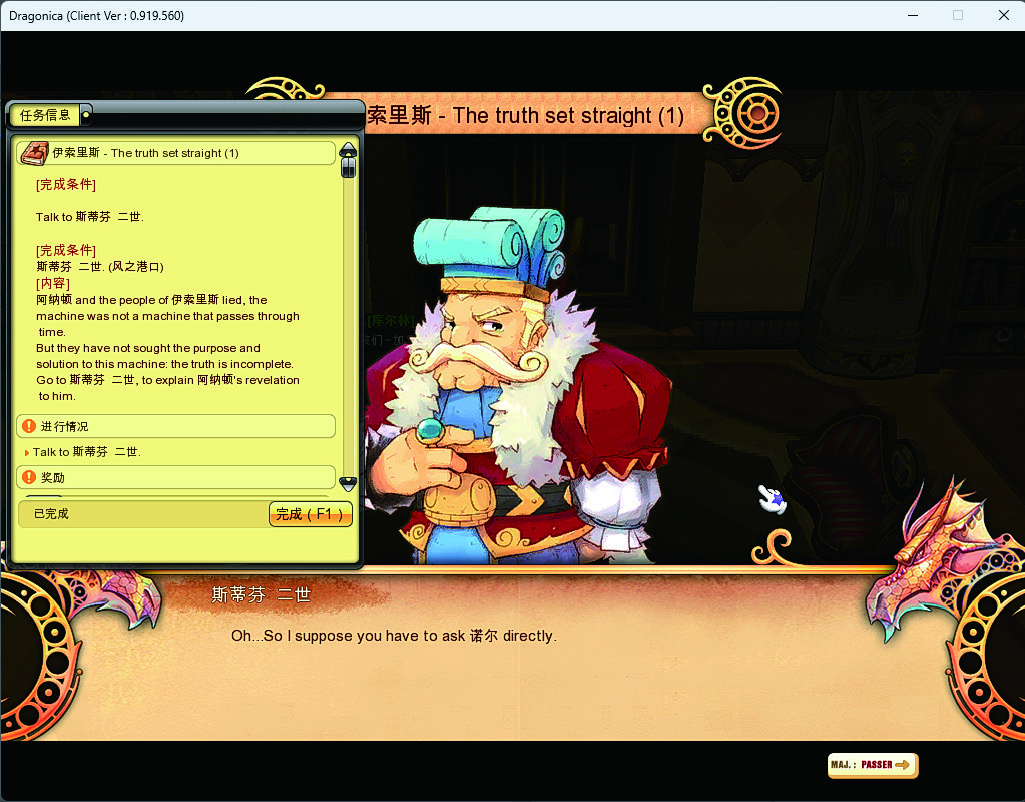 Dragonica (Client Ver : 0.919.560)
任务信息
索里斯 - The truth set straight (1)
伊索里斯 - The truth set straight (1)
[完成条件]
Talk to 斯蒂芬 二世.
[完成条件]
斯蒂芬 二世. (风之港口)
[内容]
阿纳顿 and the people of 伊索里斯 lied, the
machine was not a machine that passes through
time.
But they have not sought the purpose and
solution to this machine: the truth is incomplete.
Go to 斯蒂芬 二世, to explain 阿纳顿's revelation
to him.
进行情况
Talk to 斯蒂芬 二世.
奖励
已完成
完成 ( F1 )
[库尔林]
斯蒂芬 二世
Oh...So I suppose you have to ask 诺尔 directly.
MAJ. : PASSER